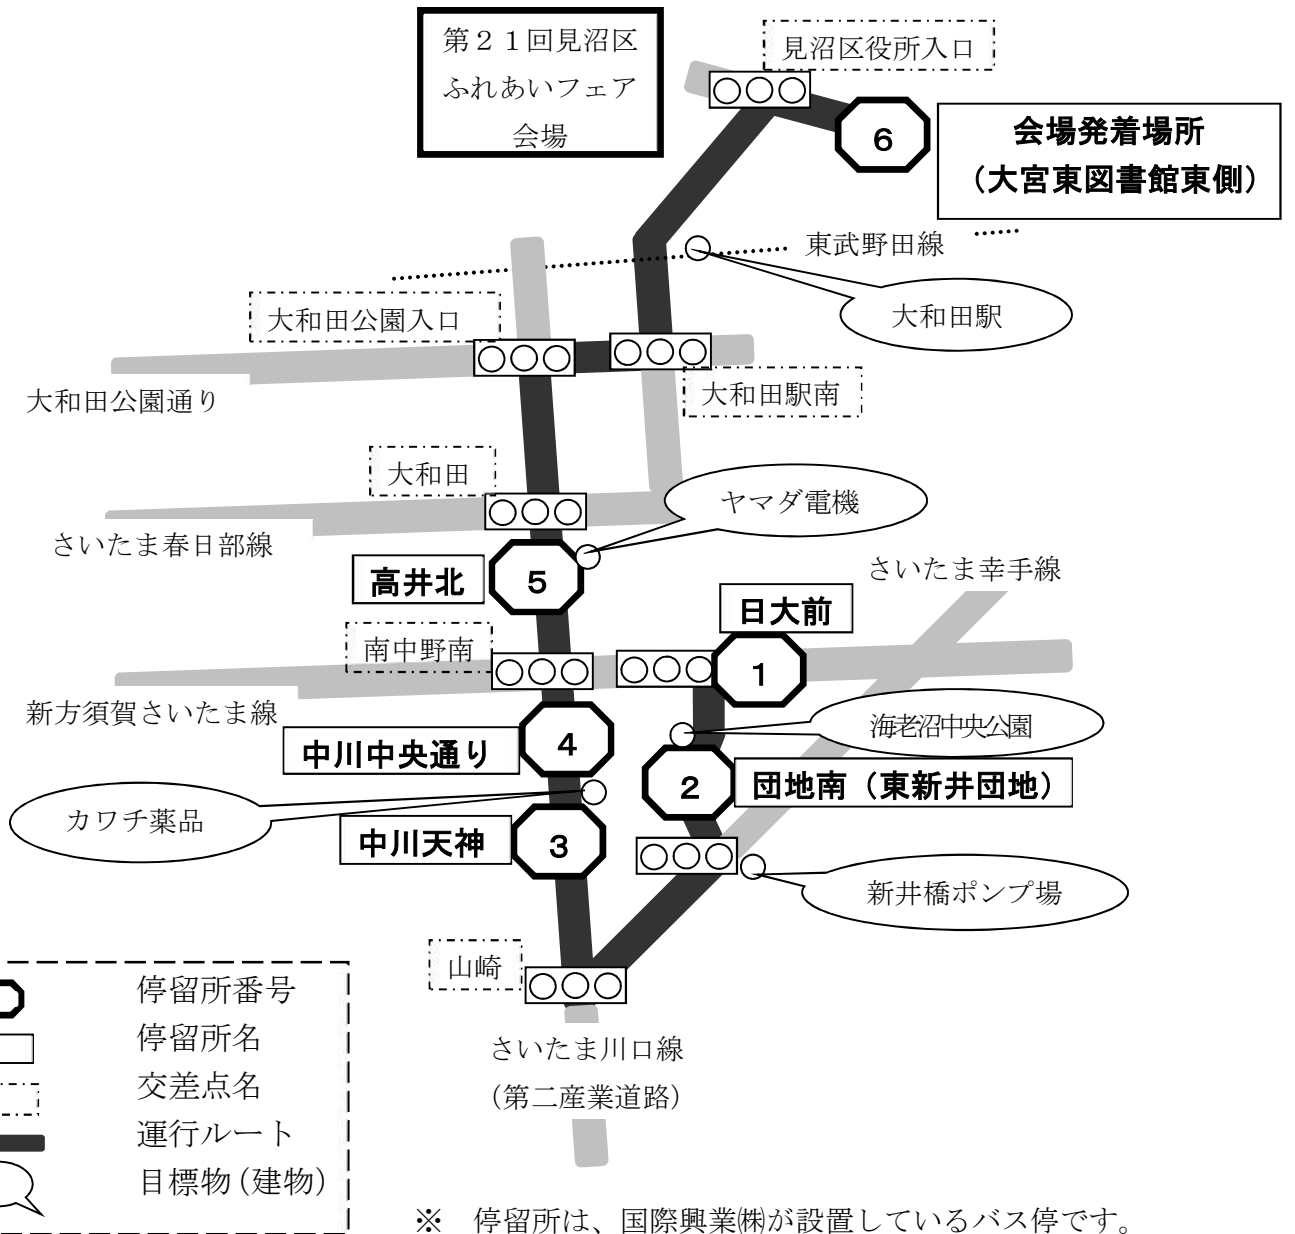 第２１回見沼区
ふれあいフェア
会場
見沼区役所入口
6
会場発着場所
（大宮東図書館東側）
東武野田線
大和田駅
大和田公園入口
大和田公園通り
大和田駅南
大和田
ヤマダ電機
さいたま春日部線
高井北
5
さいたま幸手線
日大前
南中野南
1
新方須賀さいたま線
海老沼中央公園
中川中央通り
4
2
団地南（東新井団地）
カワチ薬品
中川天神
3
新井橋ポンプ場
山崎
さいたま川口線
（第二産業道路）
停留所番号
停留所名
交差点名
運行ルート
目標物（建物）
※　停留所は、国際興業㈱が設置しているバス停です。